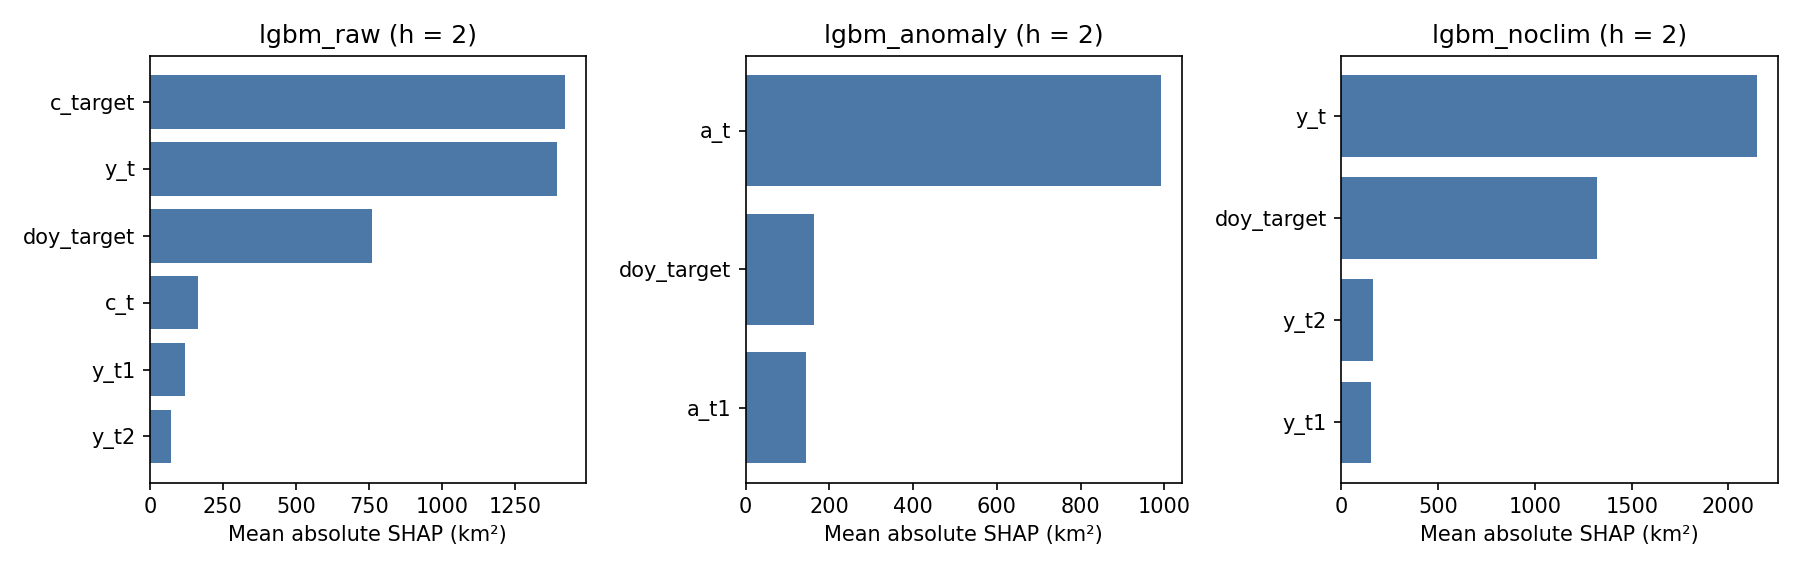 lgbm_raw (h = 2)
c_target
y_t
doy_target
c_t
y_t1
y_t2
0 250 500 750 1000 1250
Mean absolute SHAP (km²)
lgbm_anomaly (h = 2)
a_t
doy_target
a_t1
0 200 400 600 800 1000
Mean absolute SHAP (km²)
lgbm_noclim (h = 2)
y_t
doy_target
y_t2
y_t1
0 500 1000 1500 2000
Mean absolute SHAP (km²)